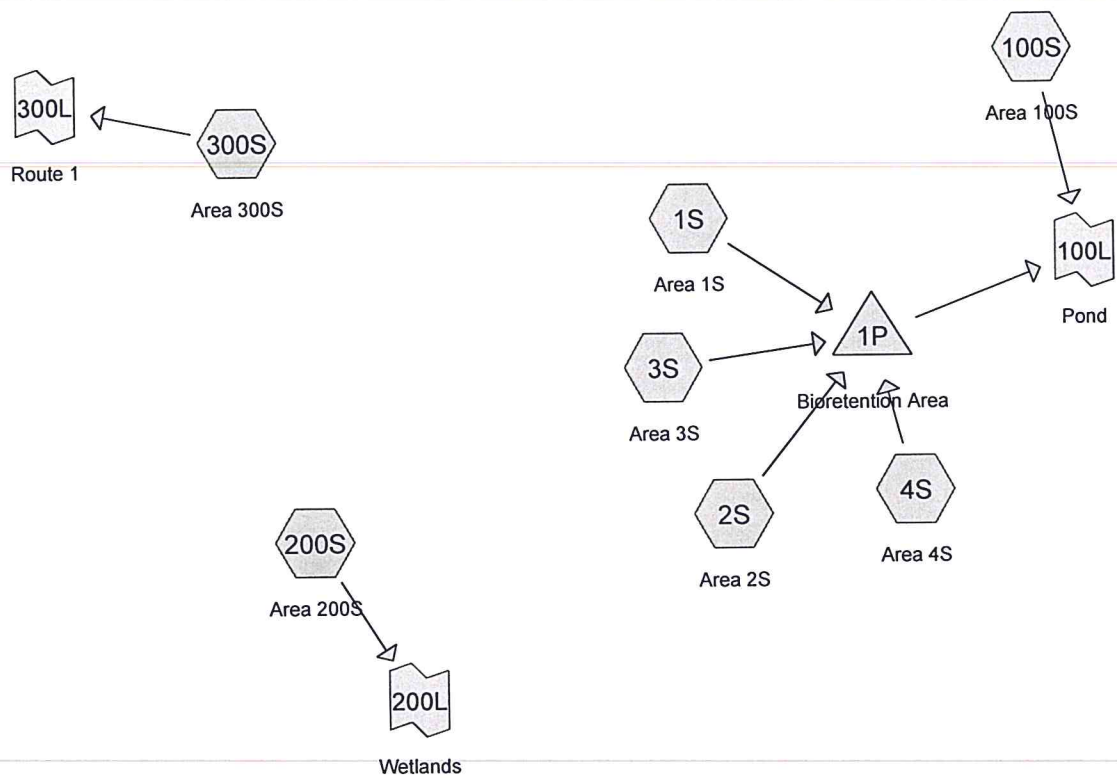 100S
Area 100S
300L
Route 1
300S
Area 300S
1S
Area 1S
100L
Pond
1P
Bioretention Area
3S
Area 3S
2S
Area 2S
4S
Area 4S
200S
Area 200S
200L
Wetlands